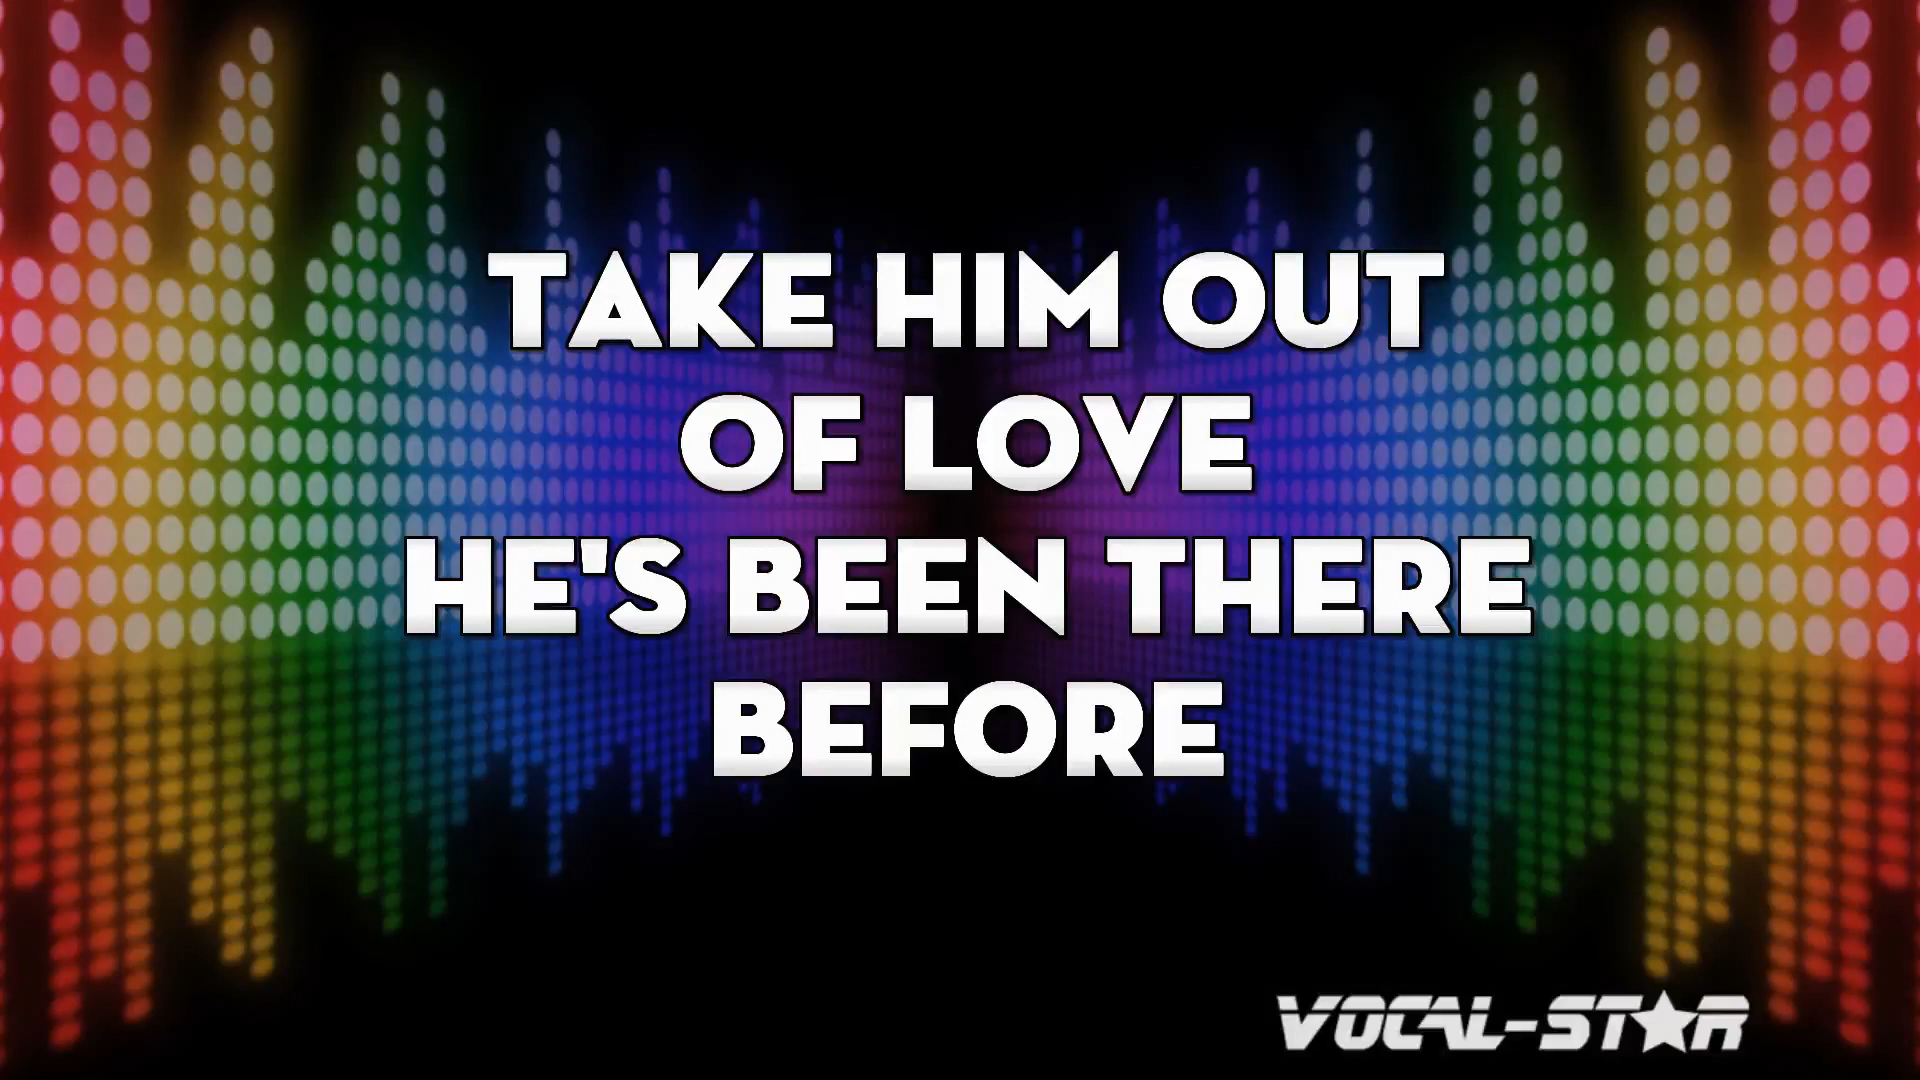 TAKE HIM OUT
OF LOVE
HE'S BEEN THERE
BEFORE
VOCAL-STAR